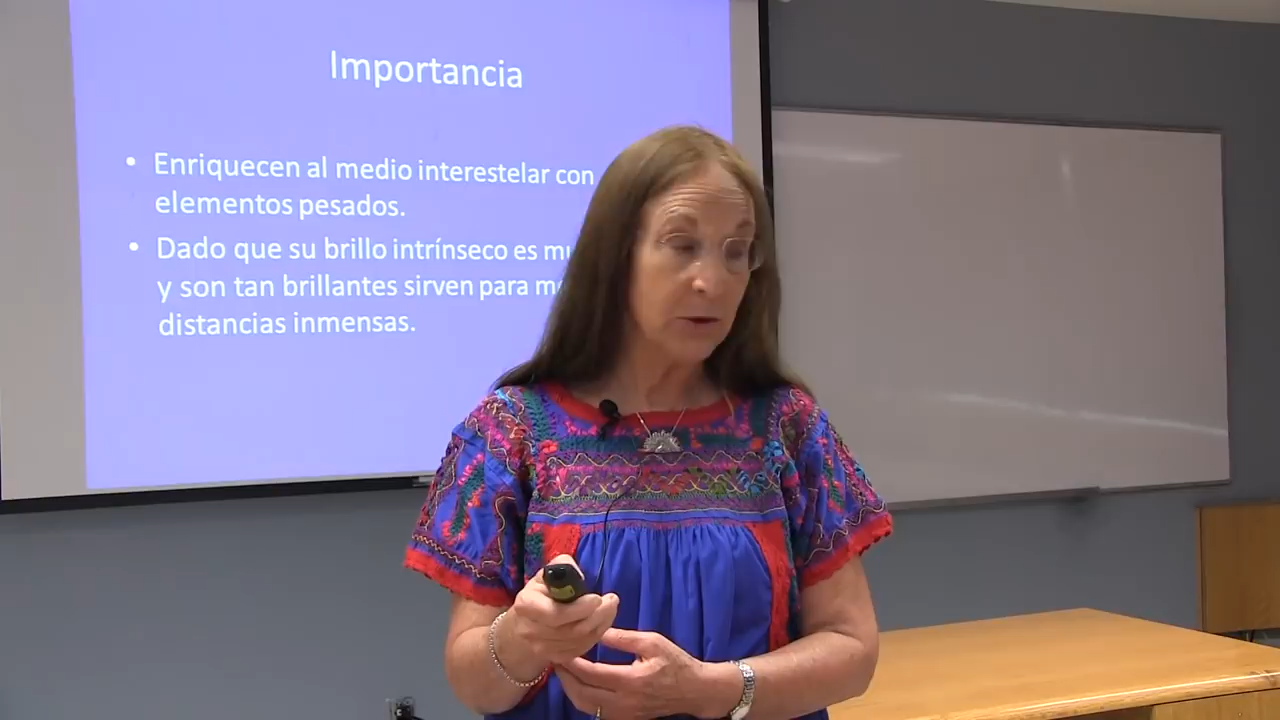 Importancia
• Enriquecen al medio interestelar con
elementos pesados.
• Dado que su brillo intrínseco es
y son tan brillantes sirven para
distancias inmensas.